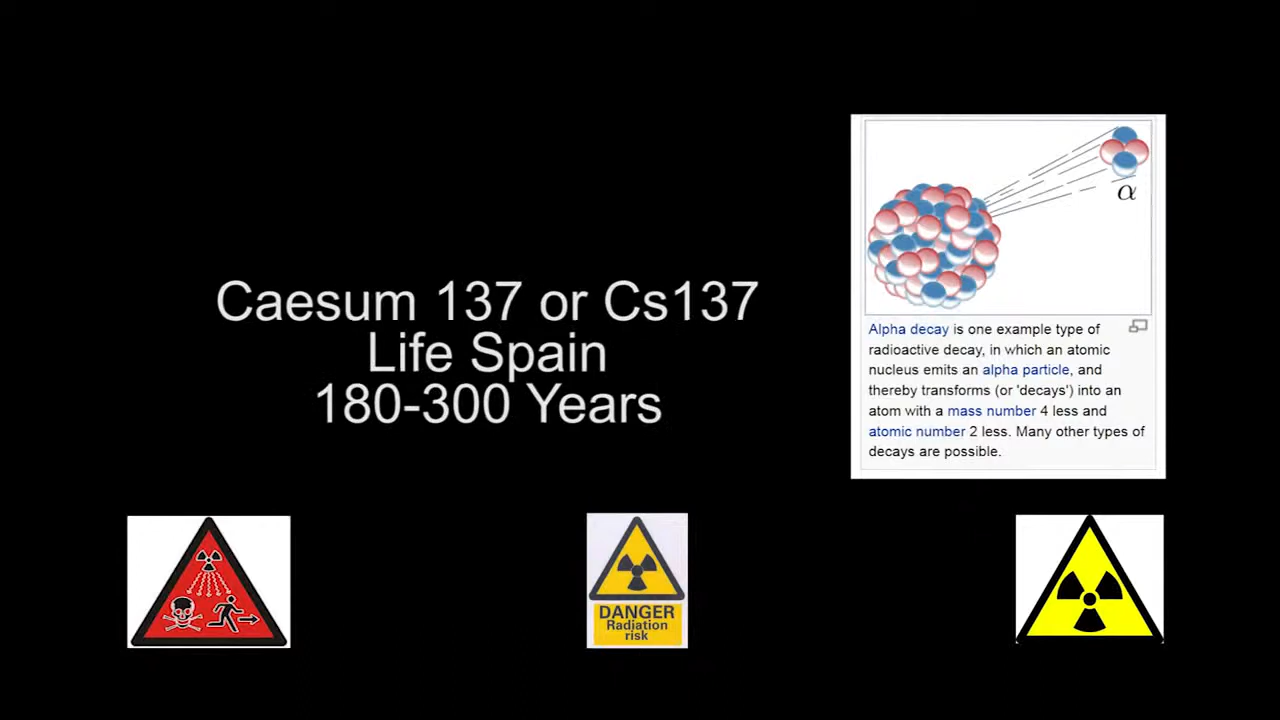 Caesum 137 or Cs137
Life Spain
180-300 Years
α
Alpha decay is one example type of
radioactive decay, in which an atomic
nucleus emits an alpha particle, and
thereby transforms (or 'decays') into an
atom with a mass number 4 less and
atomic number 2 less. Many other types of
decays are possible.
DANGER
Radiation
risk